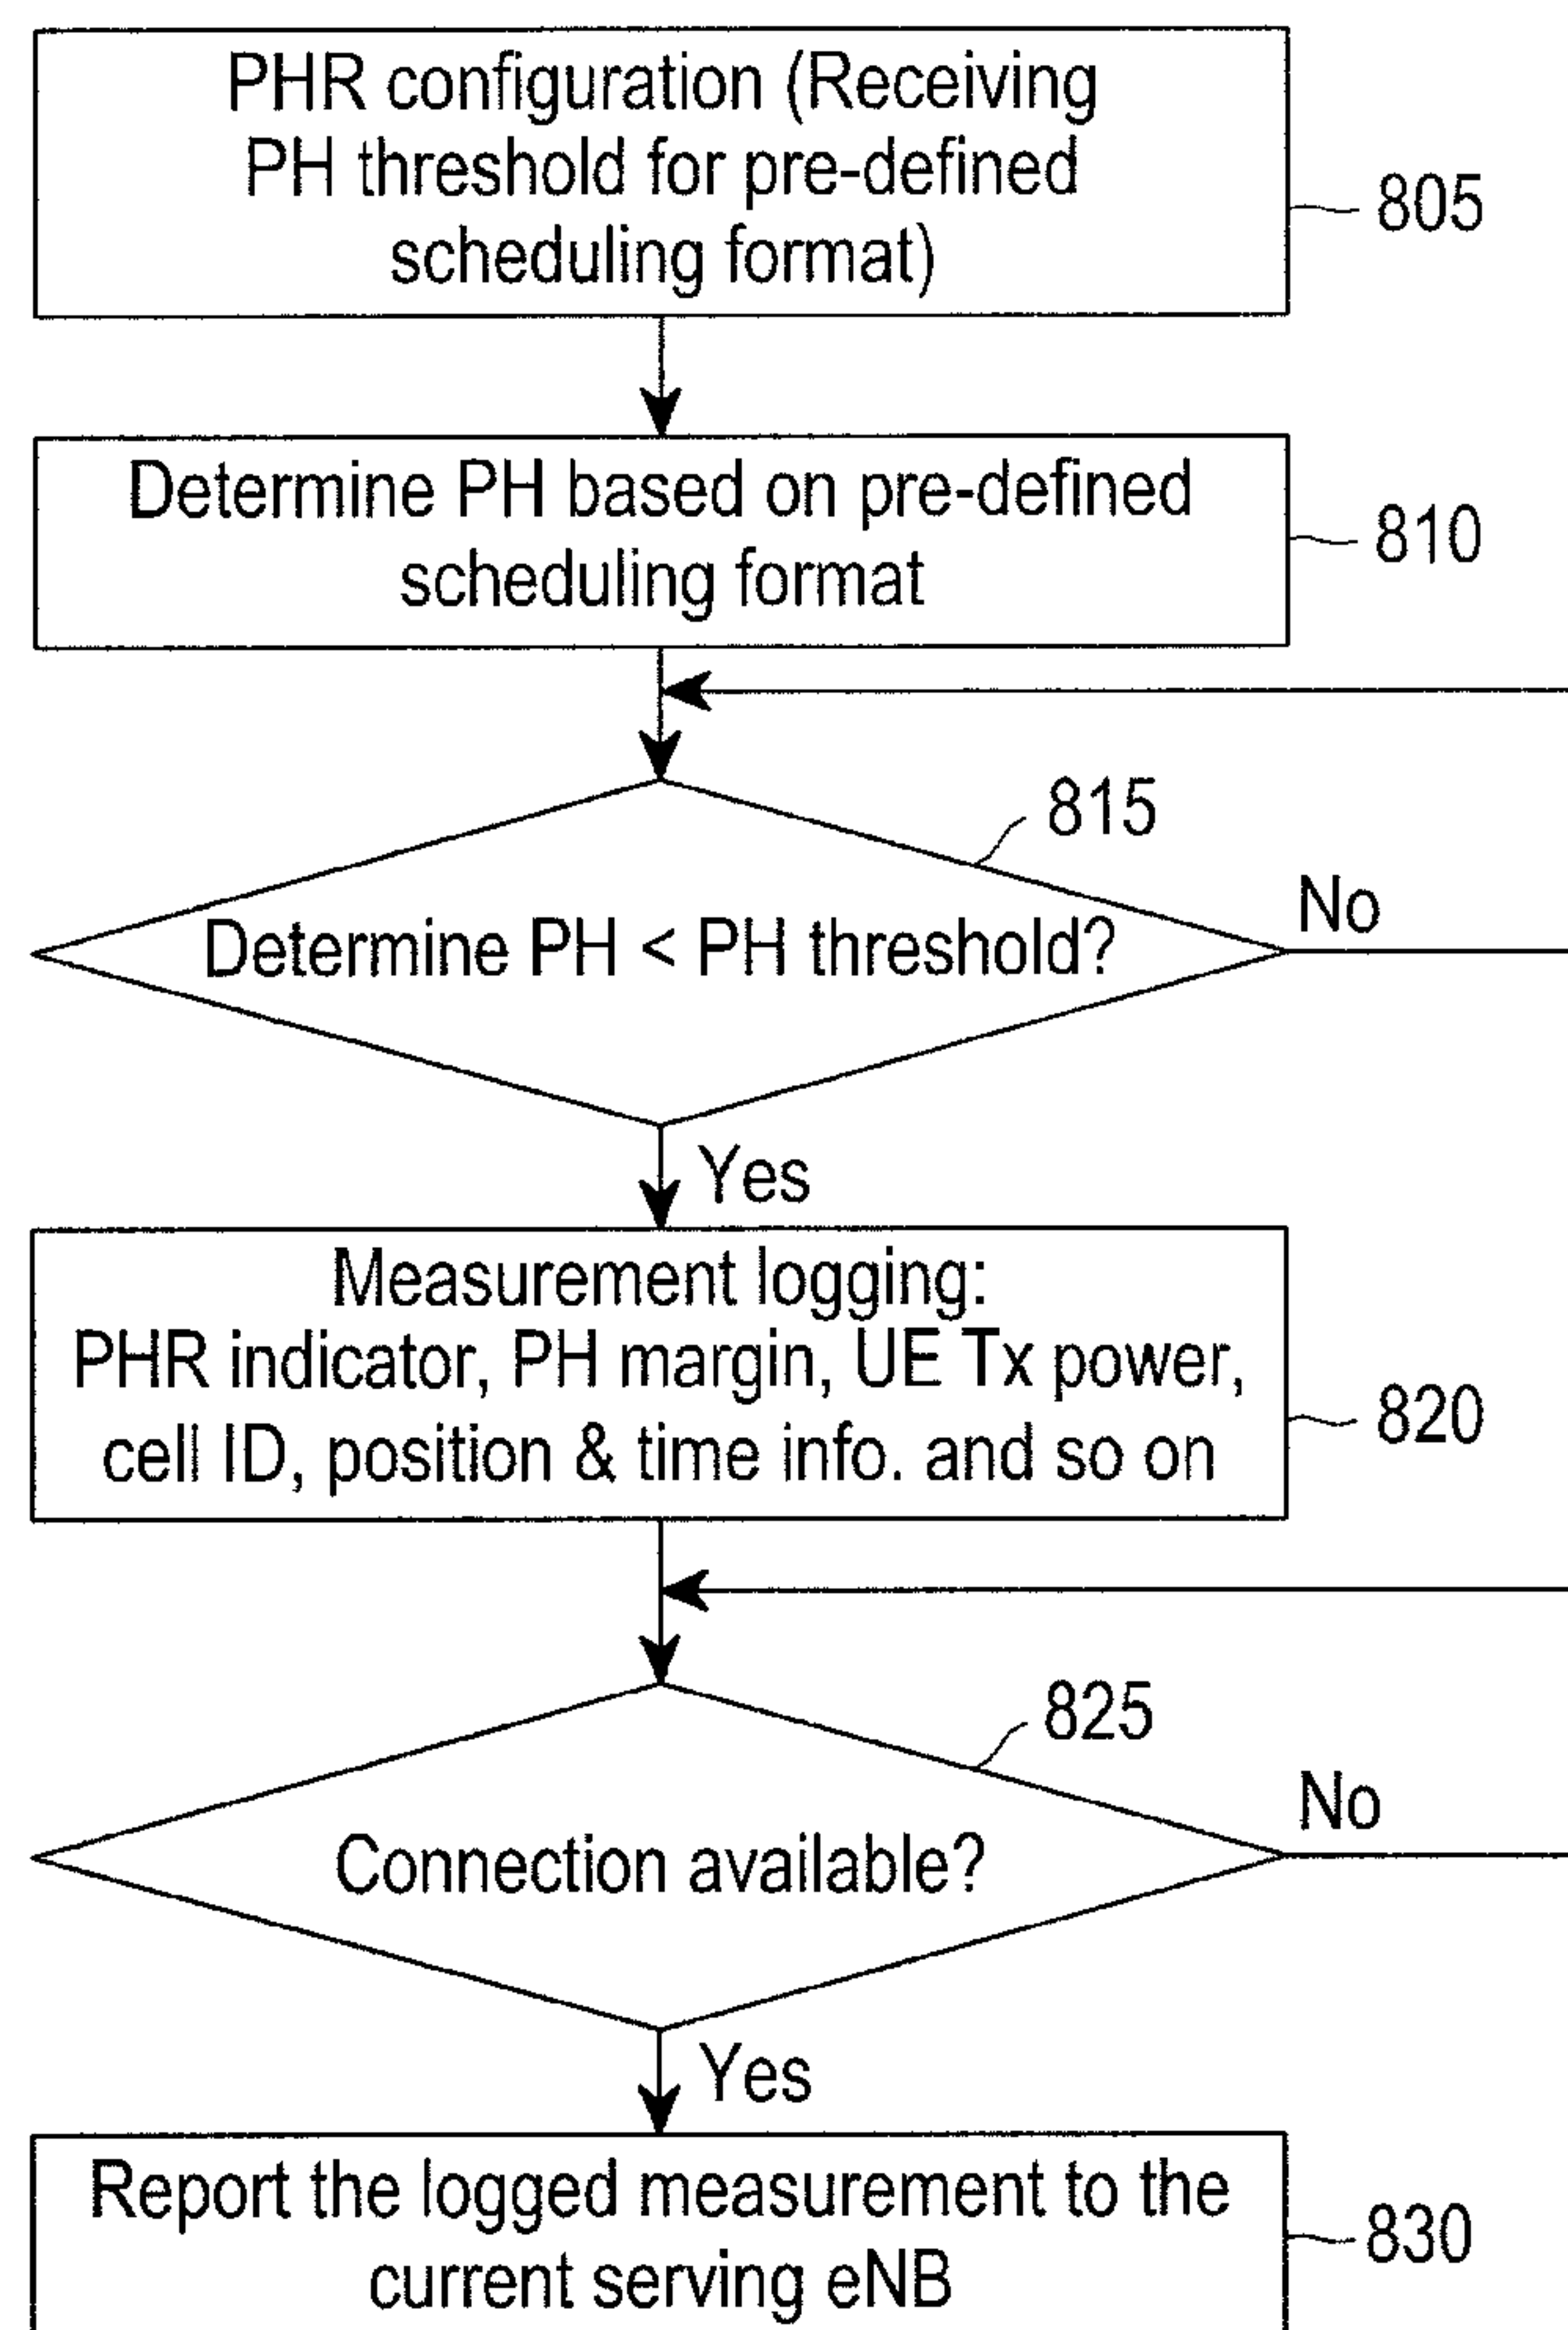 PHR configuration (Receiving
PH threshold for pre-defined
scheduling format)
805
Determine PH based on pre-defined
scheduling format
810
815
Determine PH < PH threshold?
No
Yes
Measurement logging:
PHR indicator, PH margin, UE Tx power,
cell ID, position & time info. and so on
820
825
Connection available?
No
Yes
Report the logged measurement to the
current serving eNB
830